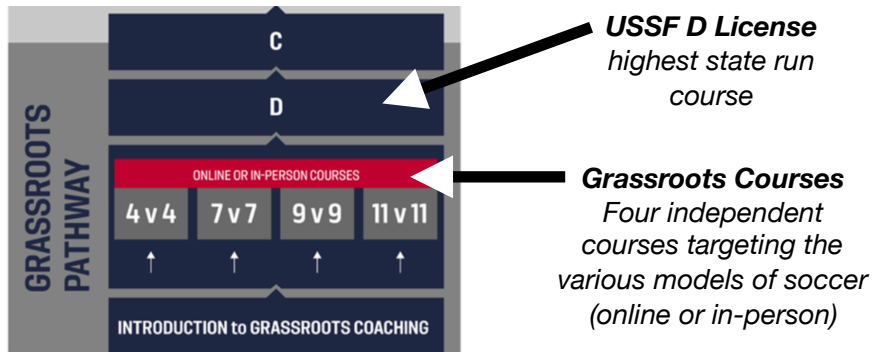 C
D
GRASSROOTS
PATHWAY
ONLINE OR IN-PERSON COURSES
4 v 4 7 v 7 9 v 9 11 v 11
INTRODUCTION to GRASSROOTS COACHING
USSF D License
highest state run
course
Grassroots Courses
Four independent
courses targeting the
various models of soccer
(online or in-person)